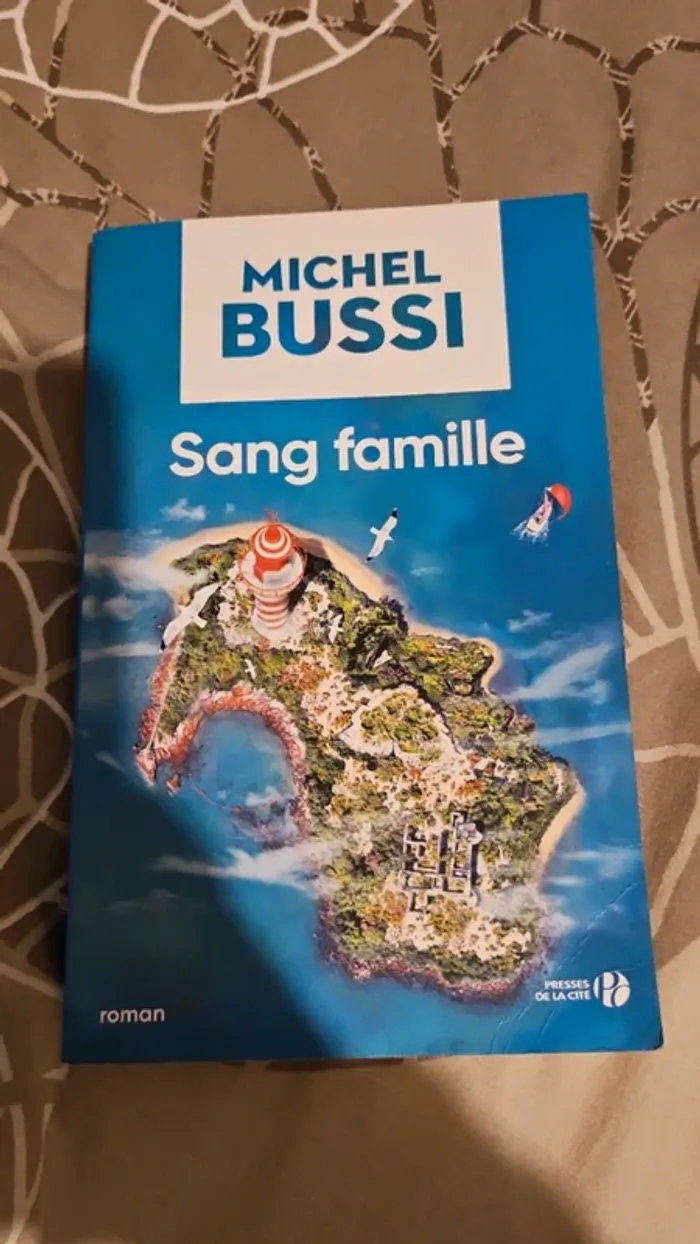 MICHEL
BUSSI
Sang famille
roman
PRESSES
DE LA CITÉ